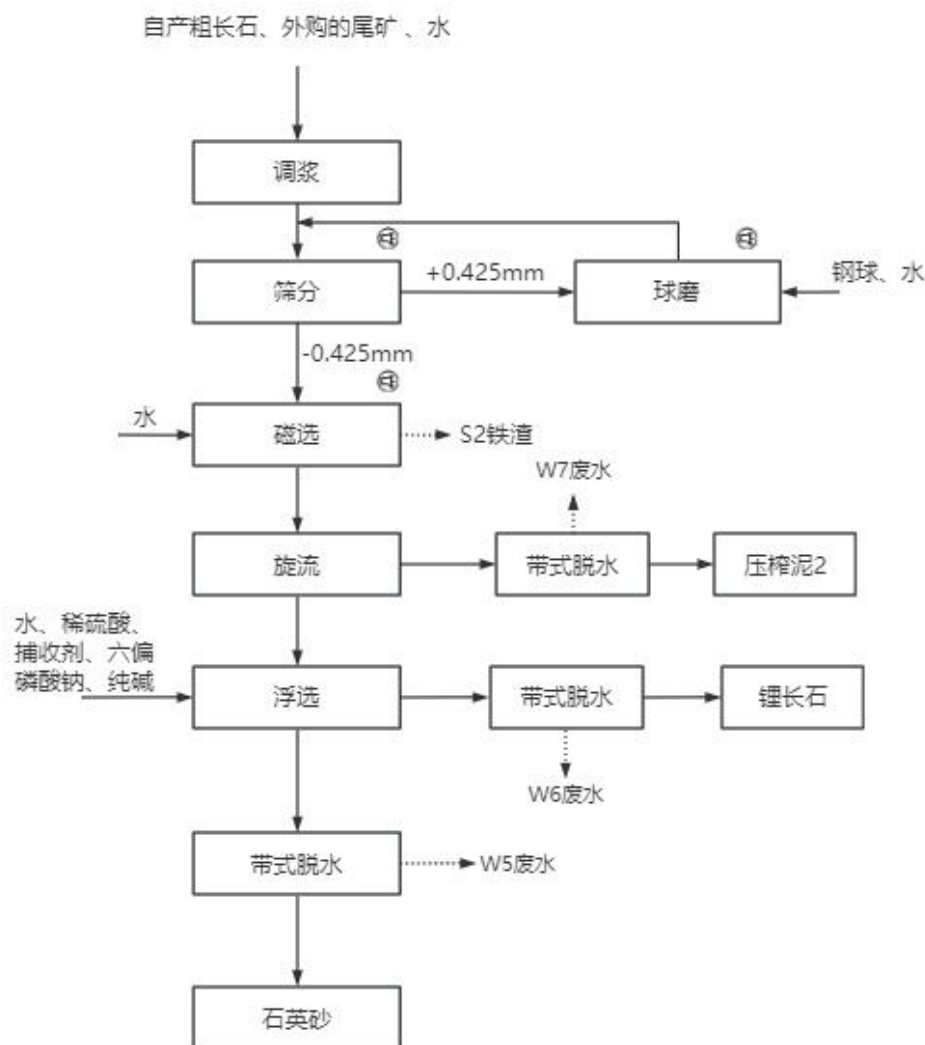 自产粗长石、外购的尾矿 、水
调浆
筛分
+0.425mm
球磨
钢球、水
-0.425mm
水
磁选
S2铁渣
W7废水
旋流
带式脱水
压榨泥2
水、稀硫酸、
捕收剂、六偏
磷酸钠、纯碱
浮选
带式脱水
锂长石
W6废水
带式脱水
W5废水
石英砂